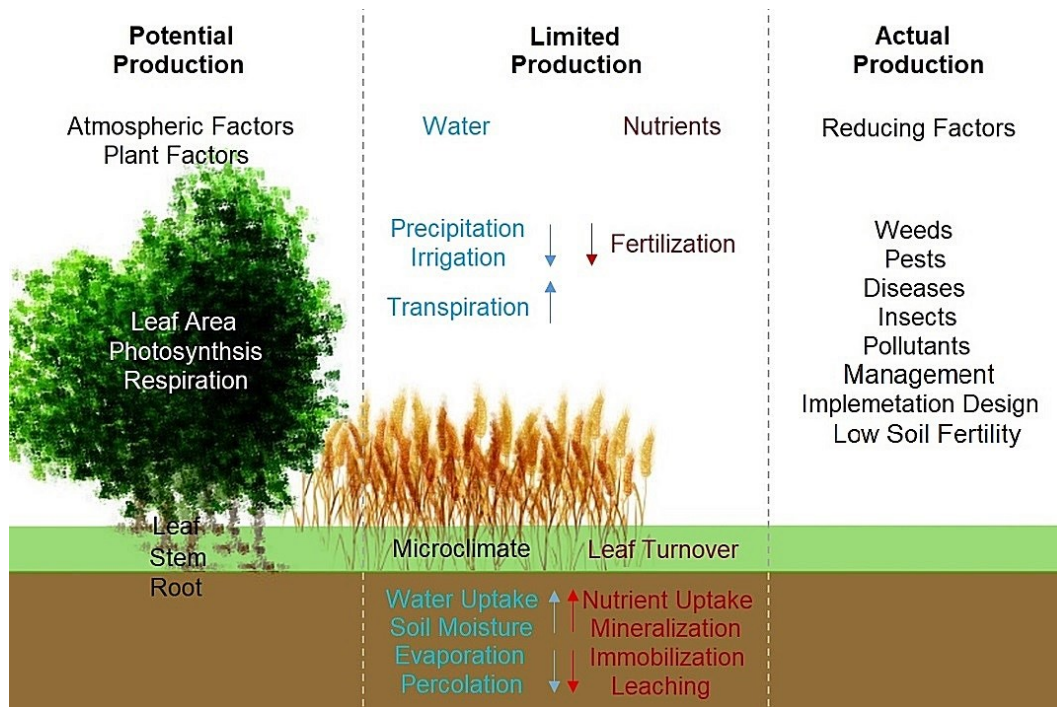 Potential
Production
Atmospheric Factors
Plant Factors
Leaf Area
Photosynthsis
Respiration
Leaf
Stem
Root
Limited
Production
Water
Nutrients
Precipitation
Irrigation
Fertilization
Transpiration
Microclimate
Leaf Turnover
Water Uptake
Soil Moisture
Evaporation
Percolation
Nutrient Uptake
Mineralization
Immobilization
Leaching
Actual
Production
Reducing Factors
Weeds
Pests
Diseases
Insects
Pollutants
Management
Implemetation Design
Low Soil Fertility